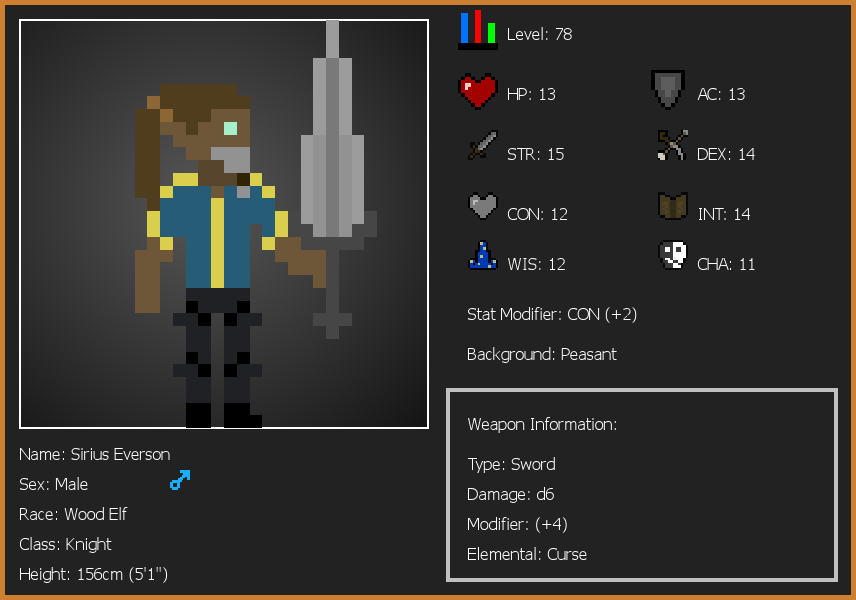 Level: 78
HP: 13
AC: 13
STR: 15
DEX: 14
CON: 12
INT: 14
WIS: 12
CHA: 11
Stat Modifier: CON (+2)
Background: Peasant
Weapon Information:
Type: Sword
Damage: d6
Modifier: (+4)
Elemental: Curse
Name: Sirius Everson
Sex: Male
Race: Wood Elf
Class: Knight
Height: 156cm (5'1")